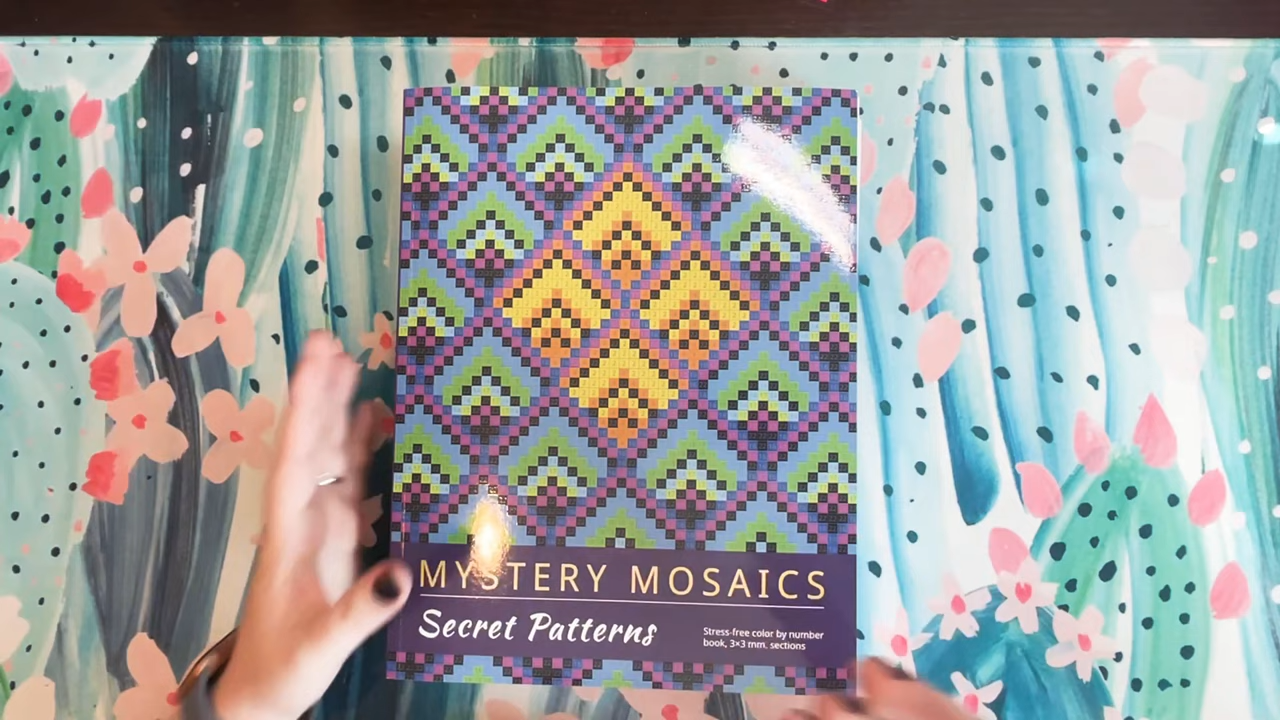 MYSTERY MOSAICS
Secret Patterns
Stress-free color by number
book, 3×3 mm. sections